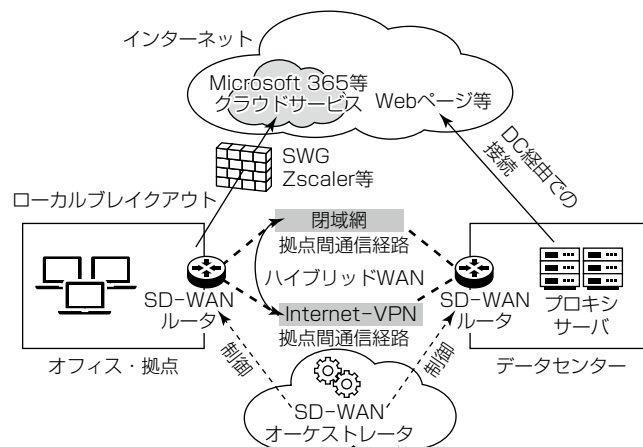 インターネット
Microsoft 365等
クラウドサービス
Webページ等
SWG
Zscaler等
DC経由での
接続
ローカルブレイクアウト
閉域網
拠点間通信経路
ハイブリッドWAN
Internet-VPN
拠点間通信経路
SD-WAN
ルータ
SD-WAN
ルータ
プロキシ
サーバ
オフィス・拠点
制御
制御
データセンター
SD-WAN
オーケストレータ